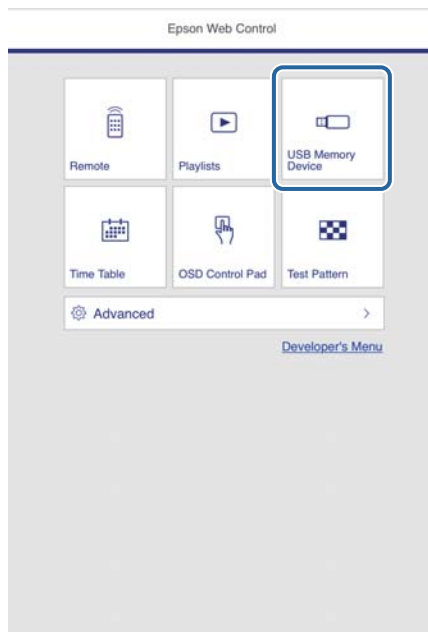 Epson Web Control
Remote
Playlists
USB Memory
Device
Time Table
OSD Control Pad
Test Pattern
Advanced
Developer's Menu